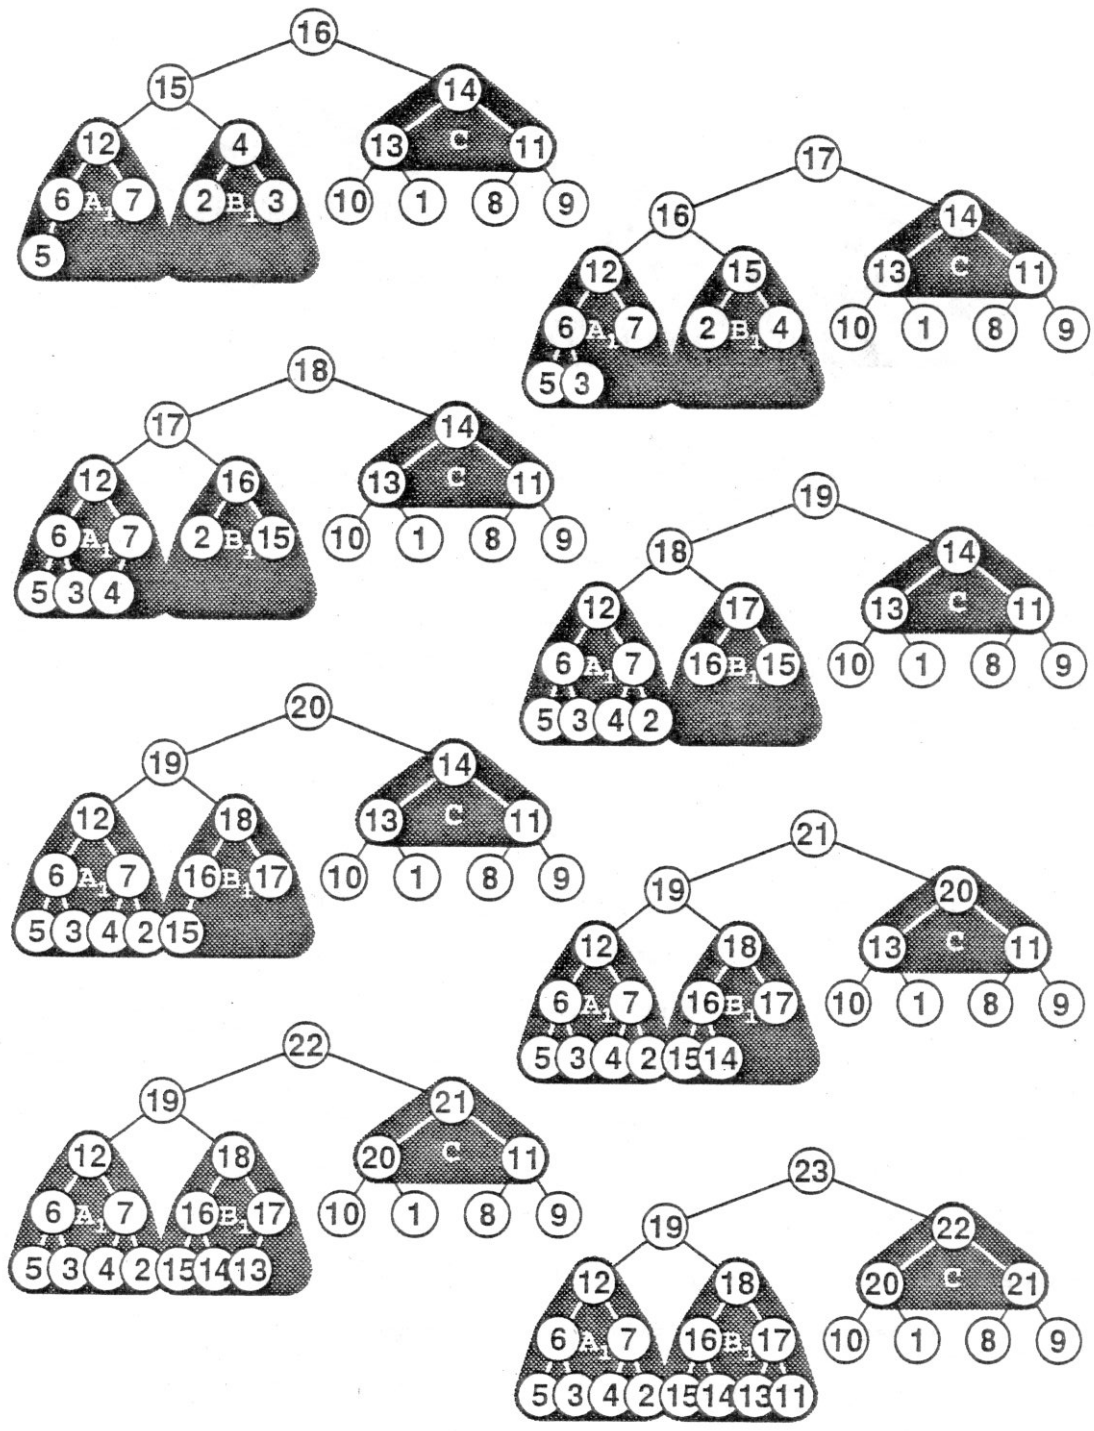 16
15 14
12 4 13 C 11
6 A1 7 2 B1 3 10 1 8 9
5
17
16 14
12 15 13 C 11
6 A1 7 2 B1 4 10 1 8 9
5 3
18
17 14
12 16 13 C 11
6 A1 7 2 B1 15 10 1 8 9
5 3 4
19
18 14
12 17 13 C 11
6 A1 7 16 B1 15 10 1 8 9
5 3 4 2
20
19 14
12 18 13 C 11
6 A1 7 16 B1 17 10 1 8 9
5 3 4 2 15
21
19 20
12 18 13 C 11
6 A1 7 16 B1 17 10 1 8 9
5 3 4 2 15 14
22
19 21
12 18 20 C 11
6 A1 7 16 B1 17 10 1 8 9
5 3 4 2 15 14 13
23
19 22
12 18 20 C 21
6 A1 7 16 B1 17 10 1 8 9
5 3 4 2 15 14 13 11